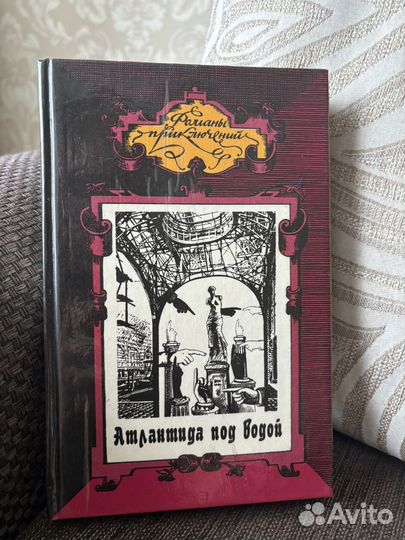 Романы
приключений
Атлантида под водой
Avito